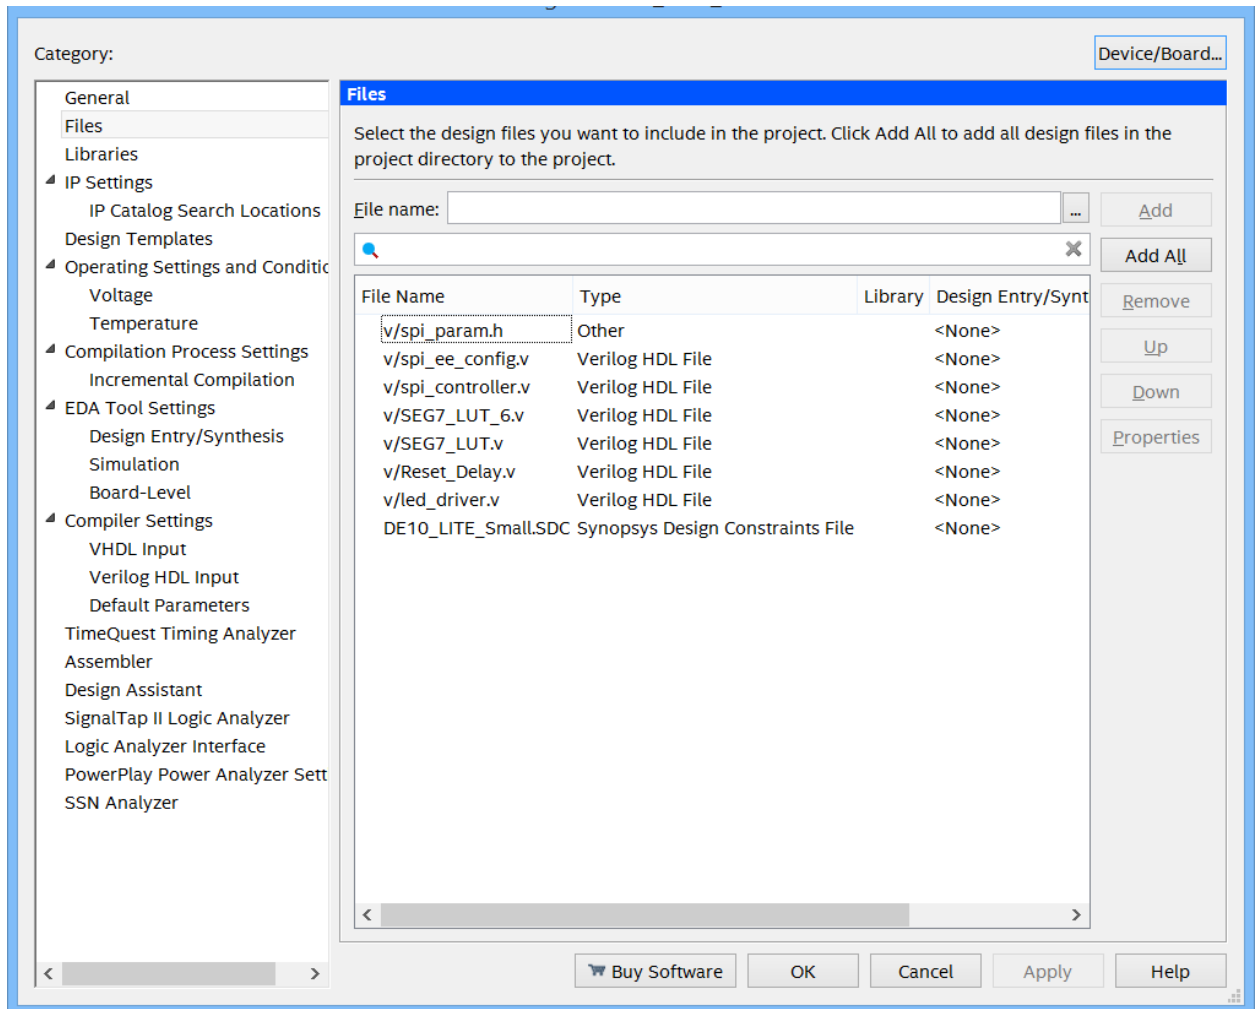 Category:
Device/Board...
General
Files
Libraries
IP Settings
IP Catalog Search Locations
Design Templates
Operating Settings and Conditic
Voltage
Temperature
Compilation Process Settings
Incremental Compilation
EDA Tool Settings
Design Entry/Synthesis
Simulation
Board-Level
Compiler Settings
VHDL Input
Verilog HDL Input
Default Parameters
TimeQuest Timing Analyzer
Assembler
Design Assistant
SignalTap II Logic Analyzer
Logic Analyzer Interface
PowerPlay Power Analyzer Sett
SSN Analyzer
Files
Select the design files you want to include in the project. Click Add All to add all design files in the
project directory to the project.
File name:
...
Add
Add All
Remove
Up
Down
Properties
File Name Type Library Design Entry/Synt
v/spi_param.h Other <None>
v/spi_ee_config.v Verilog HDL File <None>
v/spi_controller.v Verilog HDL File <None>
v/SEG7_LUT_6.v Verilog HDL File <None>
v/SEG7_LUT.v Verilog HDL File <None>
v/Reset_Delay.v Verilog HDL File <None>
v/led_driver.v Verilog HDL File <None>
DE10_LITE_Small.SDC Synopsys Design Constraints File <None>
Buy Software
OK
Cancel
Apply
Help